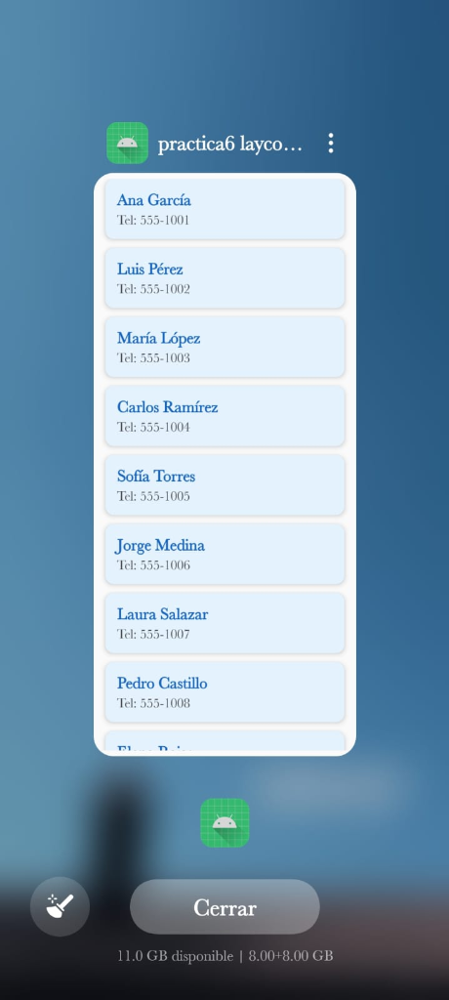 practica6 layco...
Ana García
Tel: 555-1001
Luis Pérez
Tel: 555-1002
María López
Tel: 555-1003
Carlos Ramírez
Tel: 555-1004
Sofía Torres
Tel: 555-1005
Jorge Medina
Tel: 555-1006
Laura Salazar
Tel: 555-1007
Pedro Castillo
Tel: 555-1008
Cerrar
11.0 GB disponible | 8.00+8.00 GB